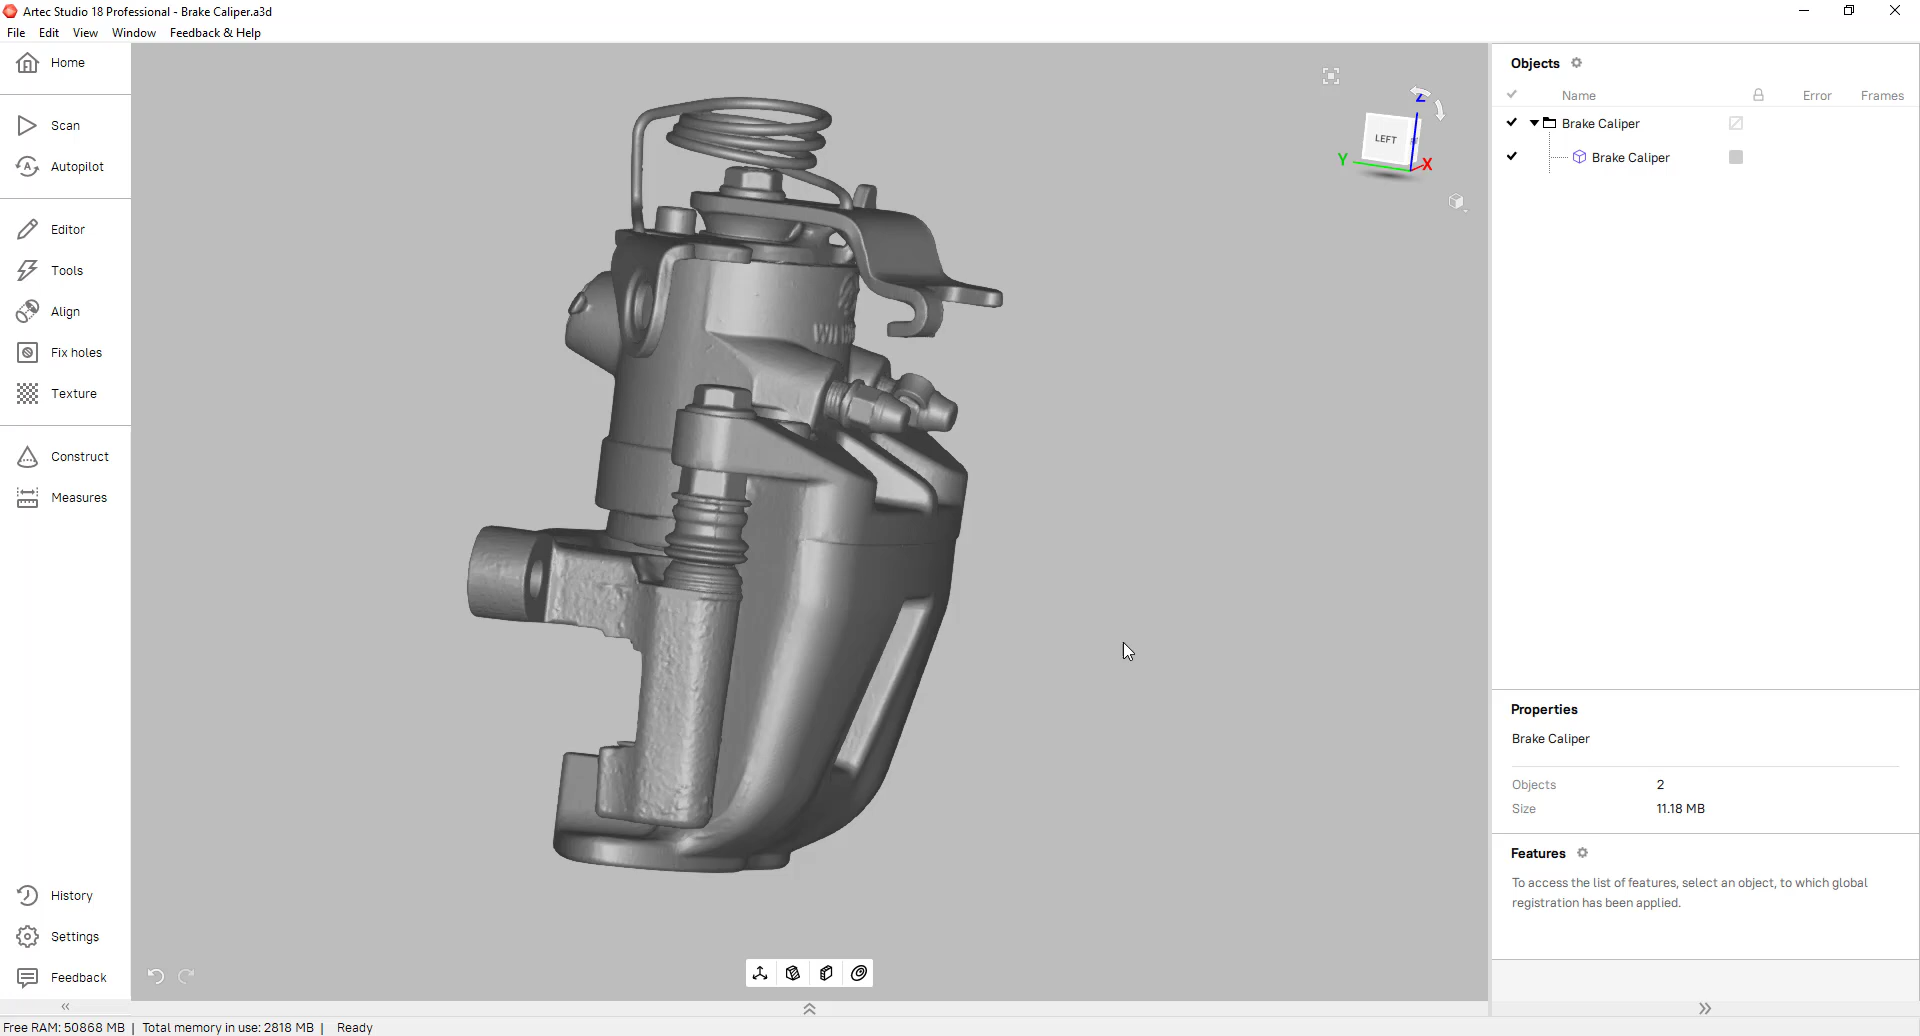 Artec Studio 18 Professional - Brake Caliper.a3d
File Edit View Window Feedback & Help
Home
Scan
Autopilot
Editor
Tools
Align
Fix holes
Texture
Construct
Measures
History
Settings
Feedback
Z
LEFT
Y
X
Objects
Name Error Frames
Brake Caliper
Brake Caliper
Properties
Brake Caliper
Objects 2
Size 11.18 MB
Features
To access the list of features, select an object, to which global
registration has been applied.
Free RAM: 50868 MB | Total memory in use: 2818 MB | Ready